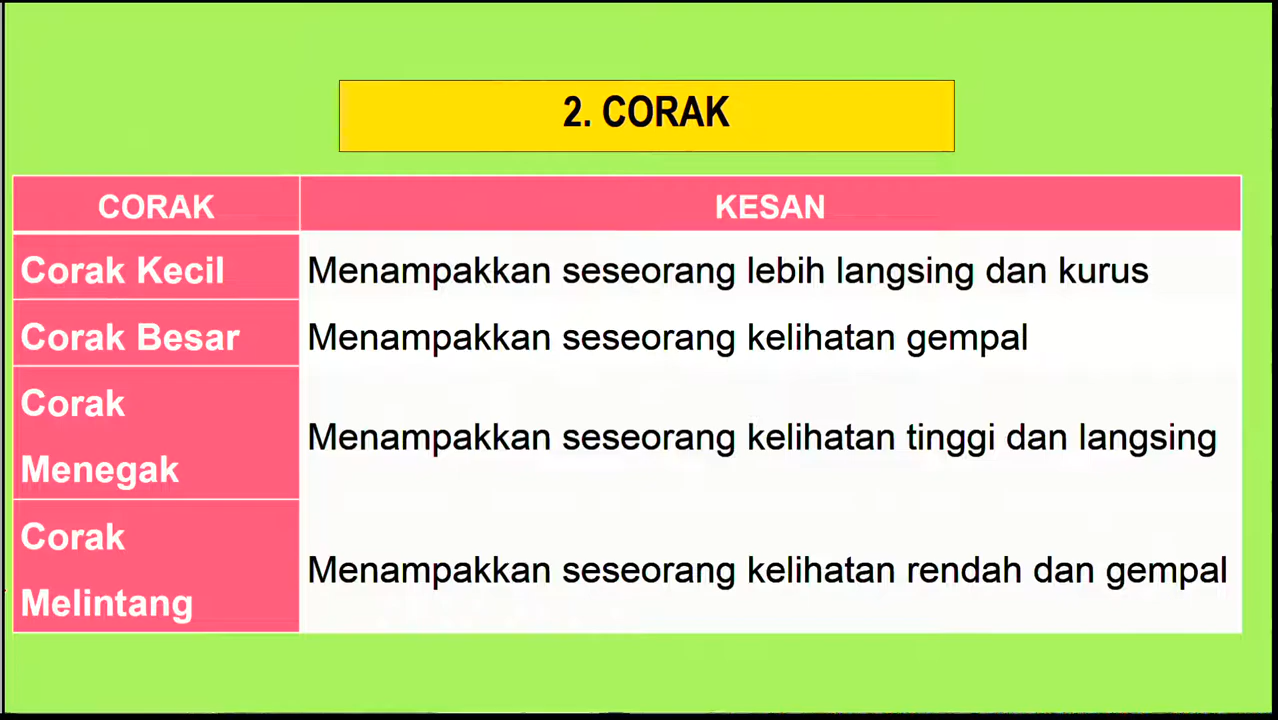 2. CORAK
CORAK KESAN
Corak Kecil Menampakkan seseorang lebih langsing dan kurus
Corak Besar Menampakkan seseorang kelihatan gempal
Corak
Menegak
Menampakkan seseorang kelihatan tinggi dan langsing
Corak
Melintang
Menampakkan seseorang kelihatan rendah dan gempal